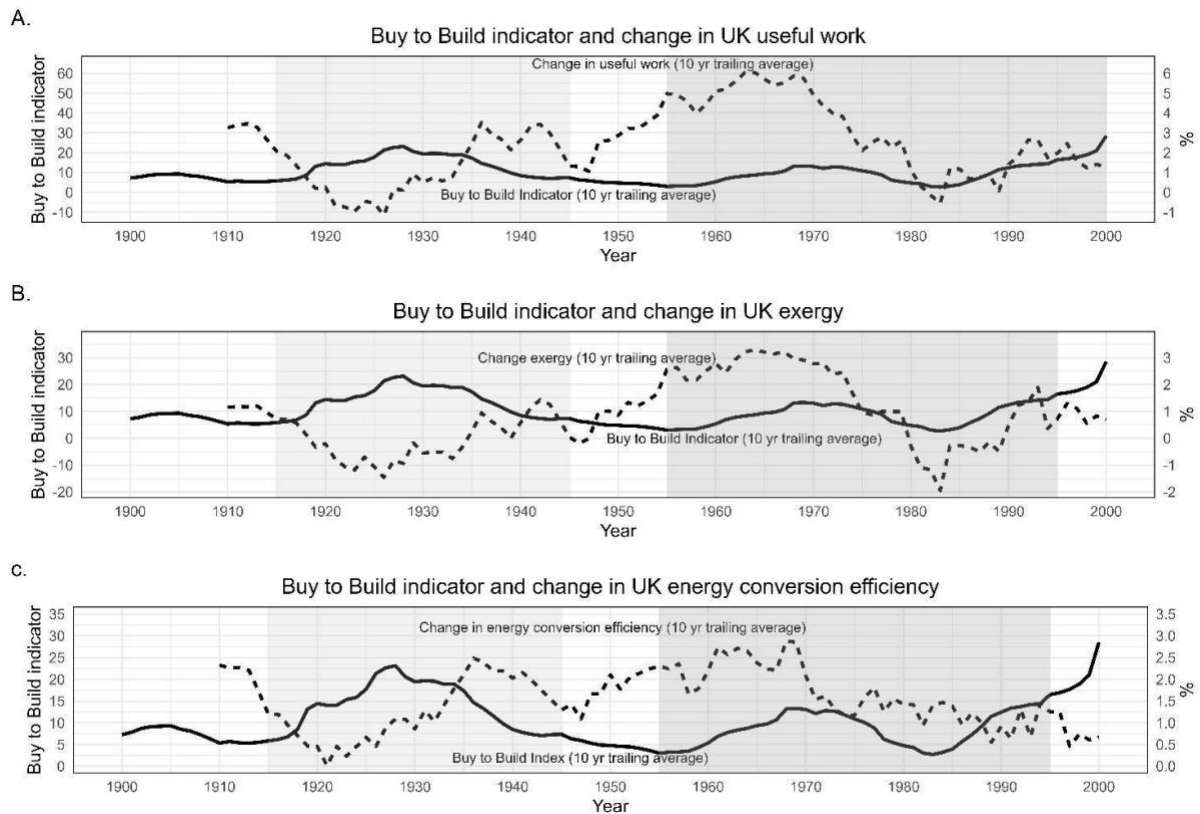 A.
Buy to Build indicator and change in UK useful work
Change in useful work (10 yr trailing average)
Buy to Build Indicator (10 yr trailing average)
Buy to Build indicator
60
50
40
30
20
10
0
-10
6
5
4
3
2
1
0
-1
%
1900 1910 1920 1930 1940 1950 1960 1970 1980 1990 2000
Year
B.
Buy to Build indicator and change in UK exergy
Change exergy (10 yr trailing average)
Buy to Build Indicator (10 yr trailing average)
Buy to Build indicator
30
20
10
0
-10
-20
3
2
1
0
-1
-2
%
1900 1910 1920 1930 1940 1950 1960 1970 1980 1990 2000
Year
c.
Buy to Build indicator and change in UK energy conversion efficiency
Change in energy conversion efficiency (10 yr trailing average)
Buy to Build Index (10 yr trailing average)
Buy to Build indicator
35
30
25
20
15
10
5
0
3.5
3.0
2.5
2.0
1.5
1.0
0.5
0.0
%
1900 1910 1920 1930 1940 1950 1960 1970 1980 1990 2000
Year